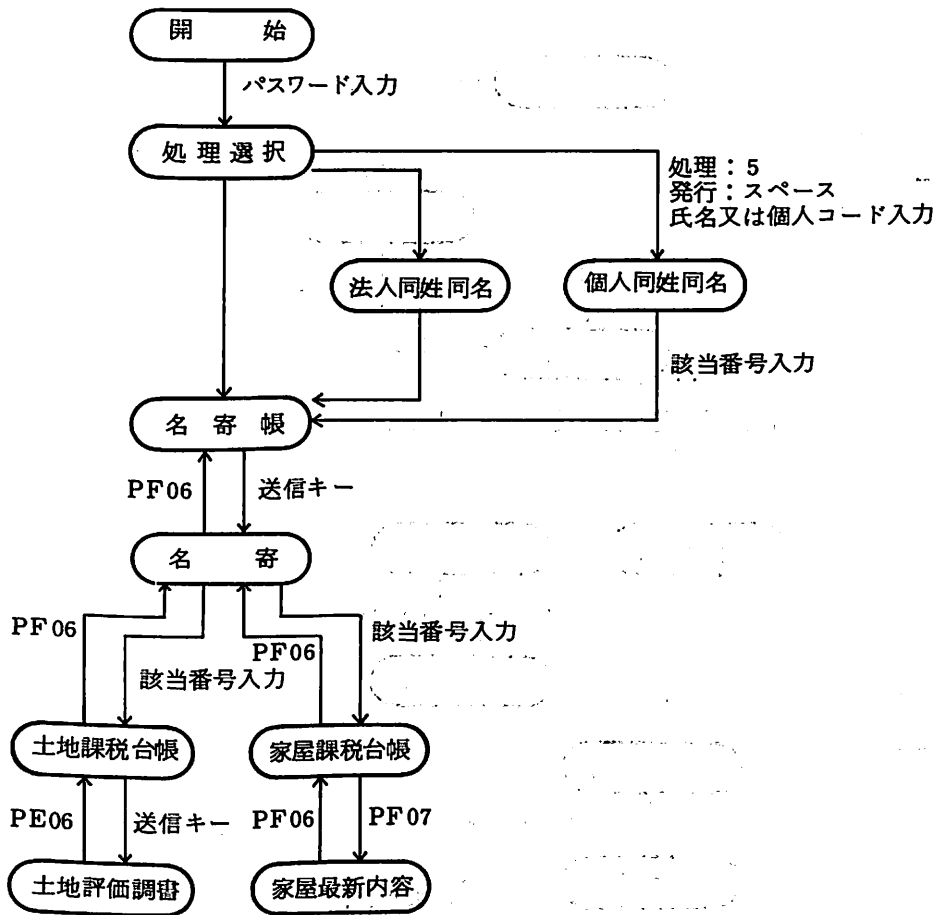 開始
パスワード入力
処理選択
処理：5
発行：スペース
氏名又は個人コード入力
法人同姓同名
個人同姓同名
該当番号入力
名寄帳
PF06
送信キー
名寄
PF06
該当番号入力
PF06
該当番号入力
土地課税台帳
家屋課税台帳
PE06
送信キー
PF06
PF07
土地評価調書
家屋最新内容